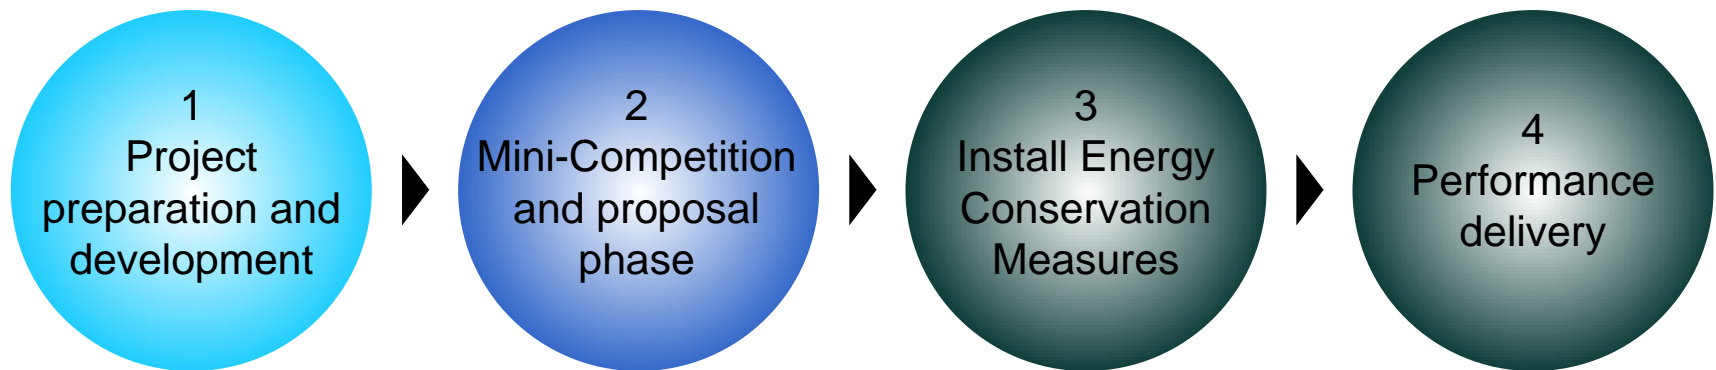 1
Project
preparation and
development
2
Mini-Competition
and proposal
phase
3
Install Energy
Conservation
Measures
4
Performance
delivery